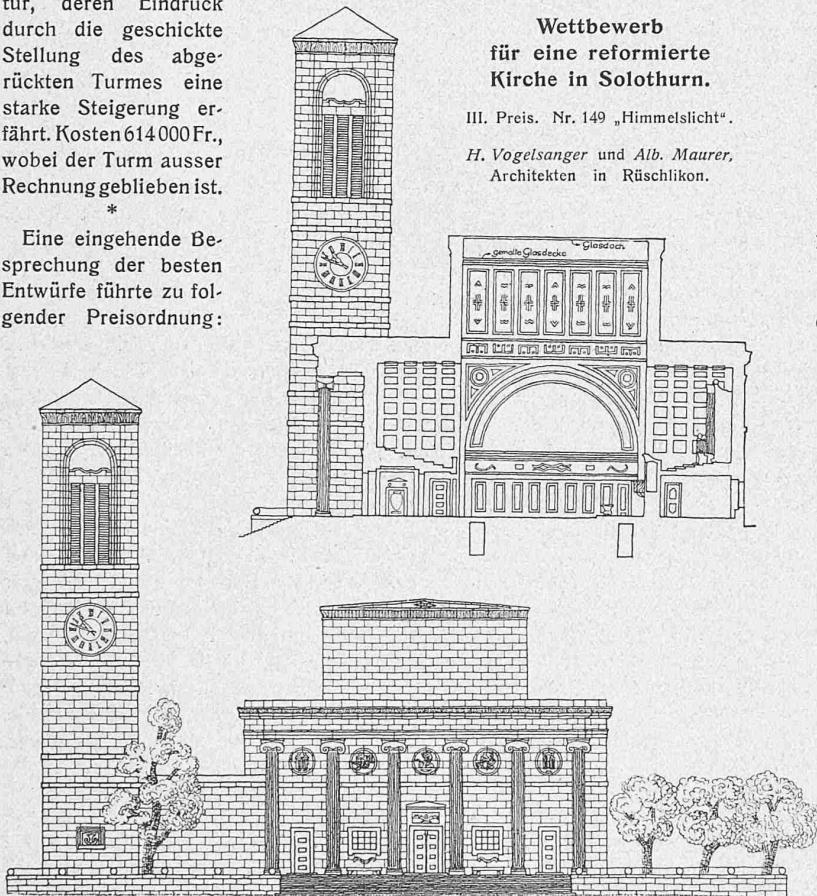 tur, deren Eindruck
durch die geschickte
Stellung des abge-
rückten Turmes eine
starke Steigerung er-
fährt. Kosten 614 000 Fr.,
wobei der Turm ausser
Rechnung geblieben ist.
*
Eine eingehende Be-
sprechung der besten
Entwürfe führte zu fol-
gender Preisordnung:
Wettbewerb
für eine reformierte
Kirche in Solothurn.
III. Preis. Nr. 149 „Himmelslicht“.
H. Vogelsanger und Alb. Maurer,
Architekten in Rüschlikon.
Glasdach
gemalte Glasdecke